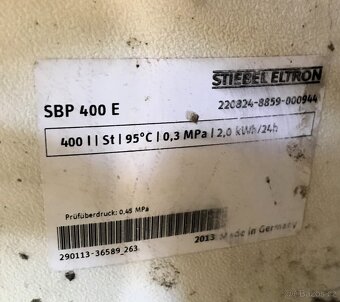 STIEBEL ELTRON
SBP 400 E
220824-8859-000944
400 l | St | 95°C | 0,3 MPa | 2,0 kWh/24h
Prüfüberdruck: 0,45 MPa
2013 Made in Germany
290113-36589_263